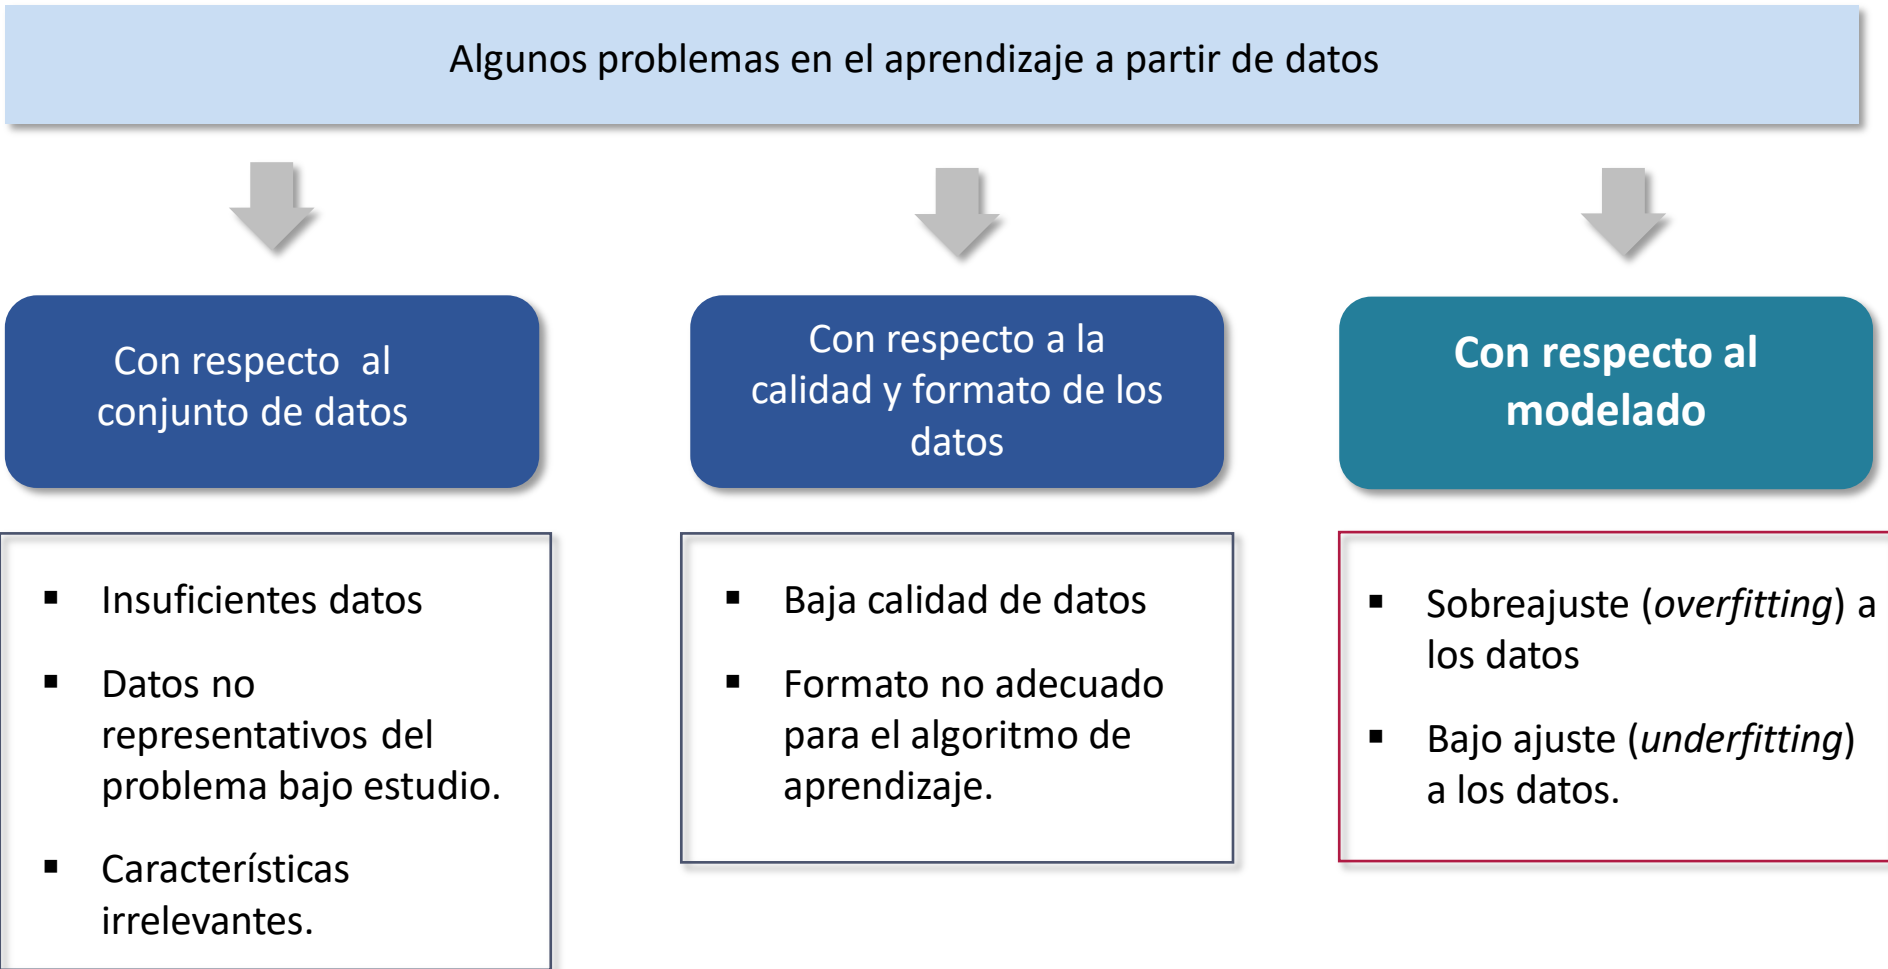 Algunos problemas en el aprendizaje a partir de datos
Con respecto al
conjunto de datos
Con respecto a la
calidad y formato de los
datos
Con respecto al
modelado
▪ Insuficientes datos
▪ Datos no
representativos del
problema bajo estudio.
▪ Características
irrelevantes.
▪ Baja calidad de datos
▪ Formato no adecuado
para el algoritmo de
aprendizaje.
▪ Sobreajuste (overfitting) a
los datos
▪ Bajo ajuste (underfitting)
a los datos.